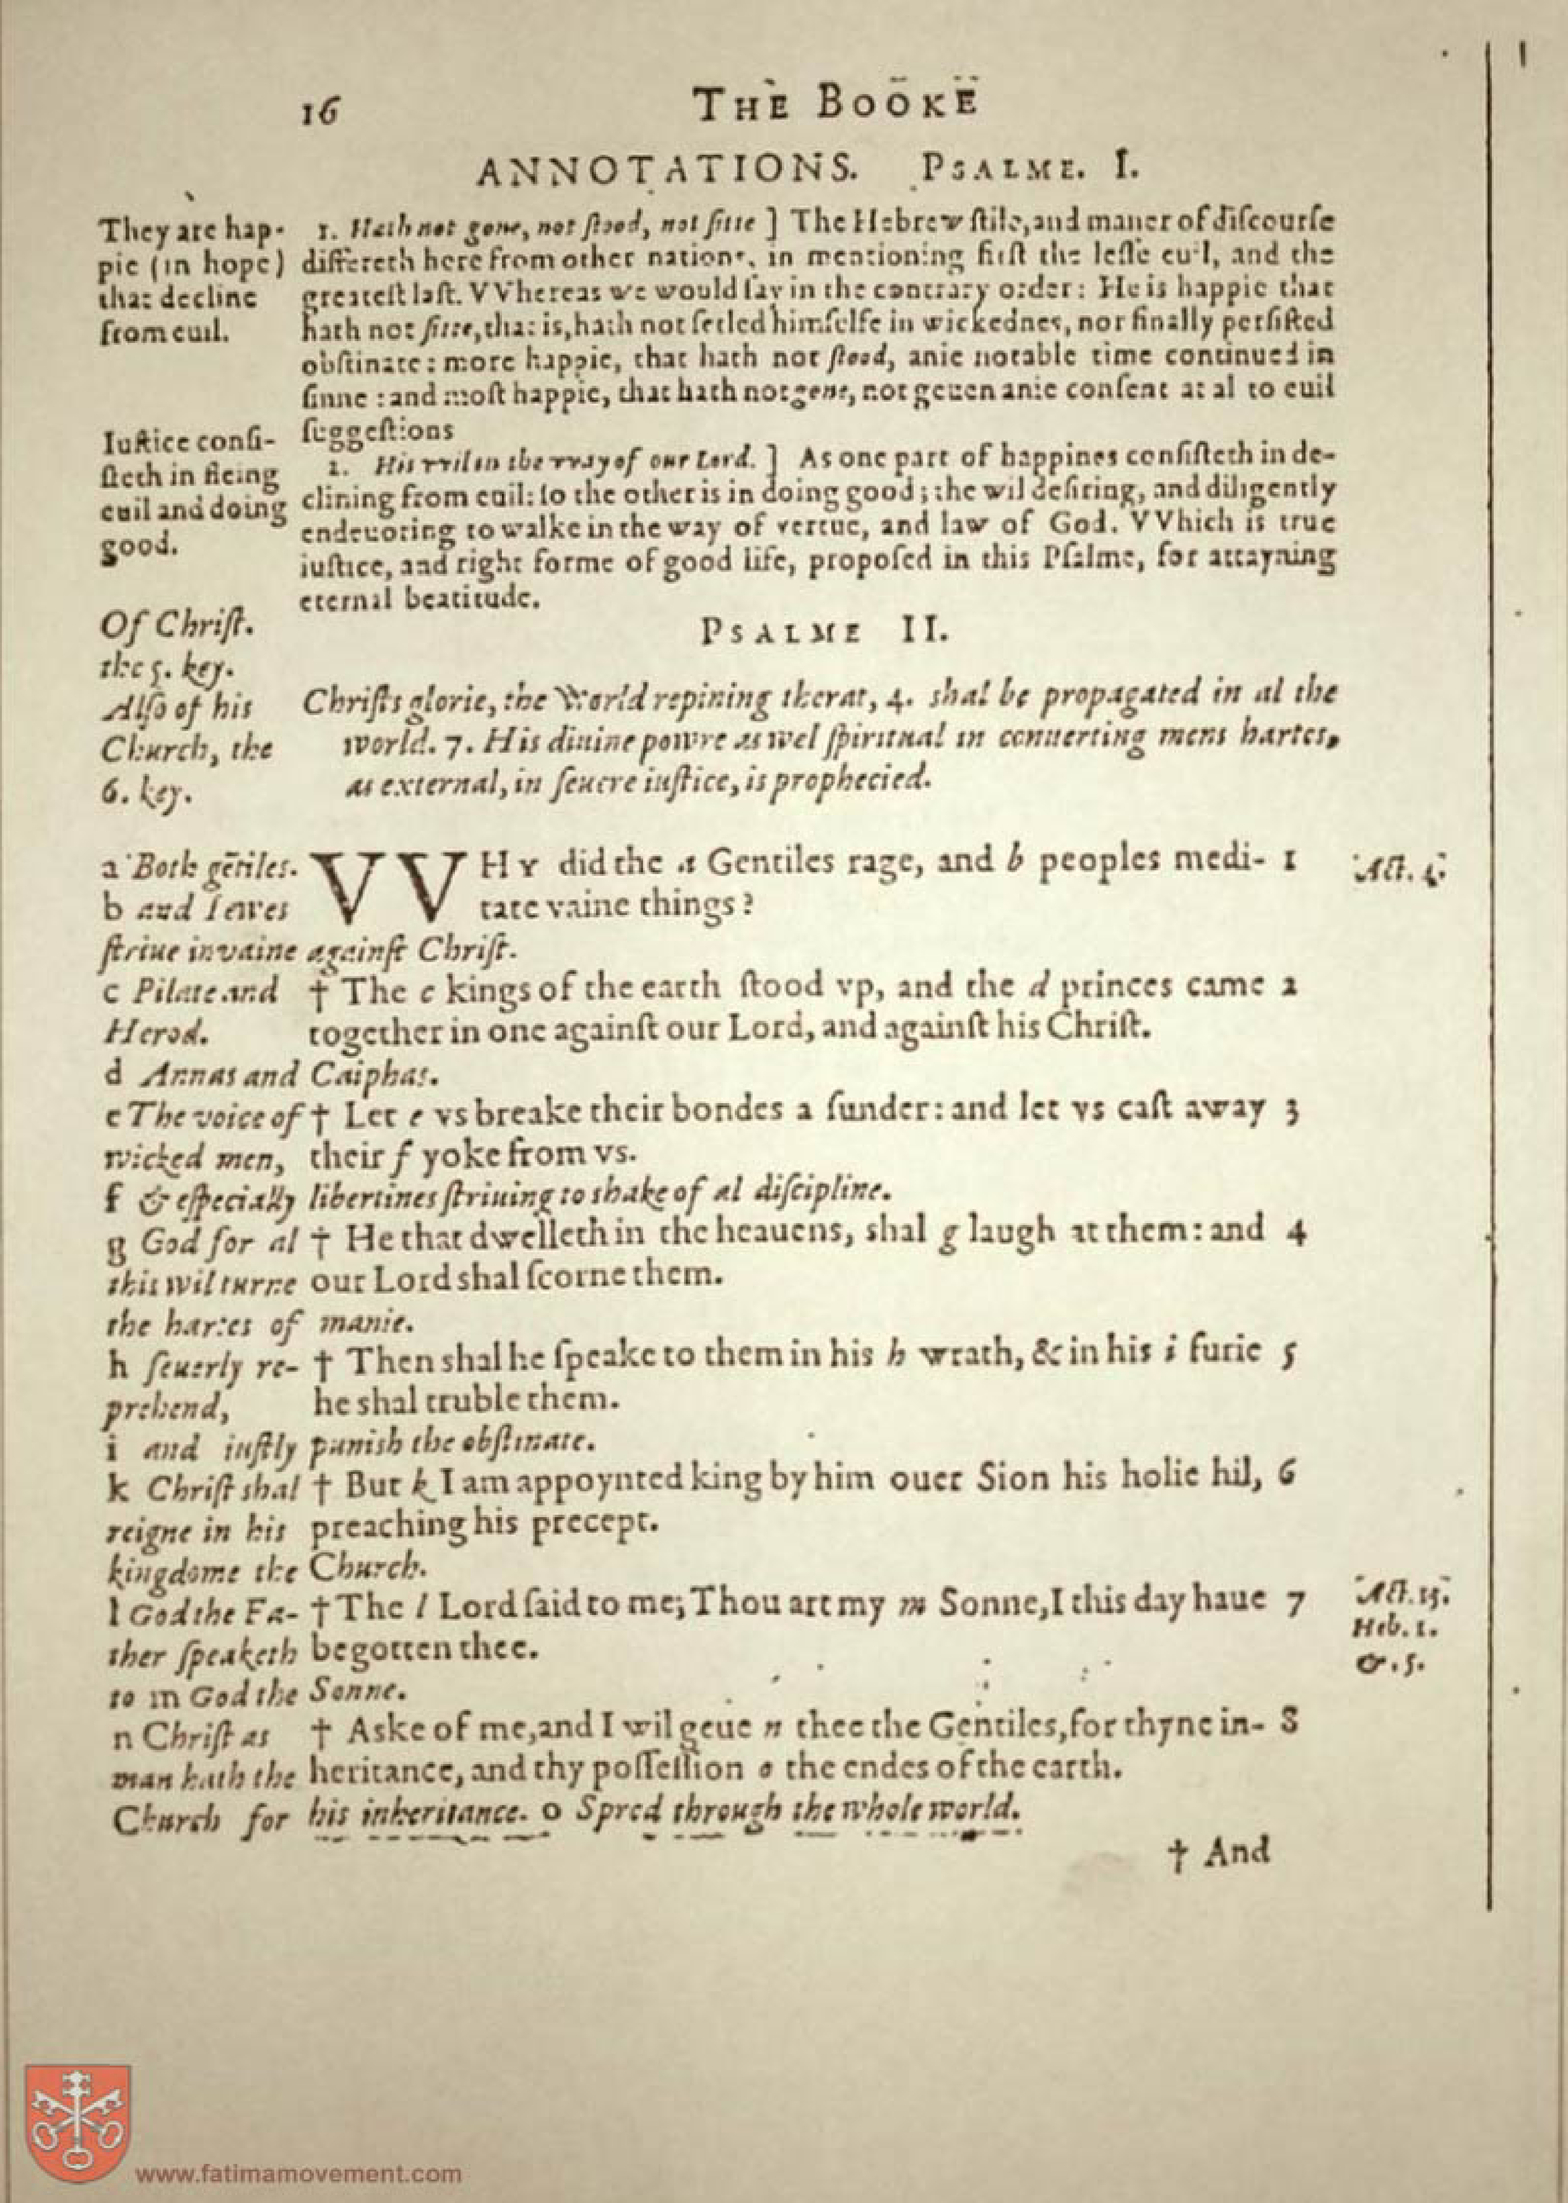 16 THE BOOKE
ANNOTATIONS. PSALME. I.
They are hap-
pie (in hope)
that decline
from euil.
1. Hath not gone, not ſtood, not ſitte ] The Hebrew ſtile, and maner of diſcourſe
differeth here from other nations, in mentioning firſt the leſſe euil, and the
greateſt laſt. VVhereas we would ſay in the contrary order: He is happie that
hath not ſitte, that is, hath not ſetled himſelfe in wickednes, nor finally perſiſted
obſtinate: more happie, that hath not ſtood, anie notable time continued in
ſinne: and moſt happie, that hath not gone, not geuen anie conſent at al to euil
ſuggeſtions
Iuſtice conſi-
ſteth in fleing
euil and doing
good.
2. His vvil in the vvay of our Lord. ] As one part of happines conſiſteth in de-
clining from euil: ſo the other is in doing good; the wil deſiring, and diligently
endeuoring to walke in the way of vertue, and law of God. VVhich is true
iuſtice, and right forme of good life, propoſed in this Pſalme, for attayning
eternal beatitude.
Of Chriſt.
the 5. key.
Alſo of his
Church, the
6. key.
PSALME II.
Chriſts glorie, the World repining therat, 4. shal be propagated in al the
world. 7. His diuine powre as wel ſpiritual in conuerting mens hartes,
as external, in ſeuere iuſtice, is prophecied.
a Both gētiles.
b and Iewes
VVHY did the a Gentiles rage, and b peoples medi- 1 Act. 4.
tate vaine things?
ſtriue in vaine againſt Chriſt.
c Pilate and † The c kings of the earth ſtood vp, and the d princes came 2
Herod. together in one againſt our Lord, and againſt his Chriſt.
d Annas and Caiphas.
e The voice of † Let e vs breake their bondes a ſunder: and let vs caſt away 3
wicked men, their f yoke from vs.
f & eſpecially libertines ſtriuing to shake of al diſcipline.
g God for al † He that dwelleth in the heauens, shal g laugh at them: and 4
this wil turne our Lord shal ſcorne them.
the hartes of manie.
h ſeuerly re- † Then shal he ſpeake to them in his h wrath, & in his i furie 5
prehend, he shal truble them.
i and iuſtly punish the obſtinate.
k Chriſt shal † But k I am appoynted king by him ouer Sion his holie hil, 6
reigne in his preaching his precept.
kingdome the Church.
l God the Fa- † The l Lord ſaid to me; Thou art my m Sonne, I this day haue 7 Act. 13.
ther ſpeaketh begotten thee. Heb. 1.
&. 5.
to m God the Sonne.
n Chriſt as † Aske of me, and I wil geue n thee the Gentiles, for thyne in- 8
man hath the heritance, and thy poſſeſſion o the endes of the earth.
Church for his inheritance. o Spred through the whole world.
† And
www.fatimamovement.com